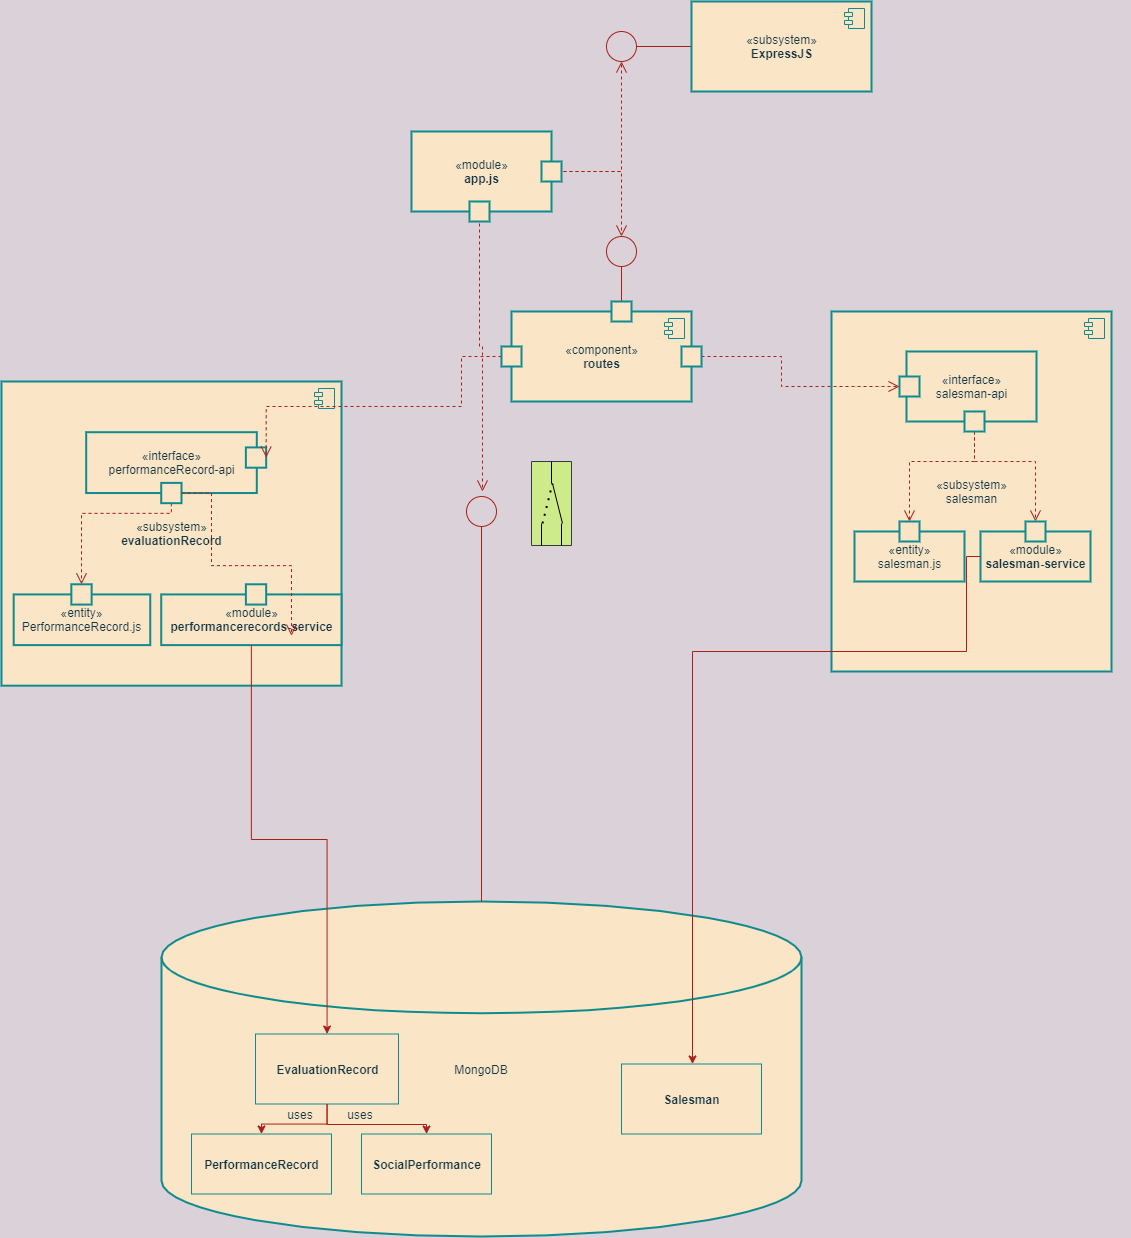 «subsystem»
ExpressJS
«module»
app.js
«component»
routes
«interface»
salesman-api
«subsystem»
salesman
«entity»
salesman.js
«module»
salesman-service
«interface»
performanceRecord-api
«subsystem»
evaluationRecord
«entity»
PerformanceRecord.js
«module»
performancerecords-service
EvaluationRecord
MongoDB
Salesman
uses
uses
PerformanceRecord
SocialPerformance